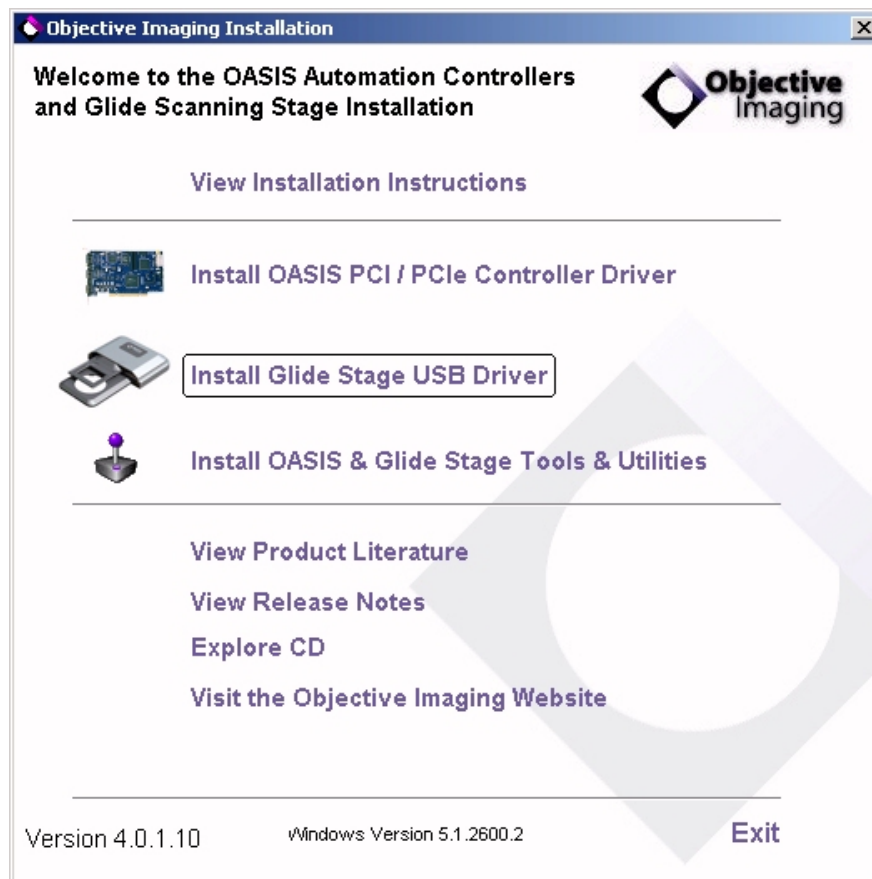 Objective Imaging Installation
Welcome to the OASIS Automation Controllers
and Glide Scanning Stage Installation
Objective
Imaging
View Installation Instructions
Install OASIS PCI / PCIe Controller Driver
Install Glide Stage USB Driver
Install OASIS & Glide Stage Tools & Utilities
View Product Literature
View Release Notes
Explore CD
Visit the Objective Imaging Website
Version 4.0.1.10
Windows Version 5.1.2600.2
Exit